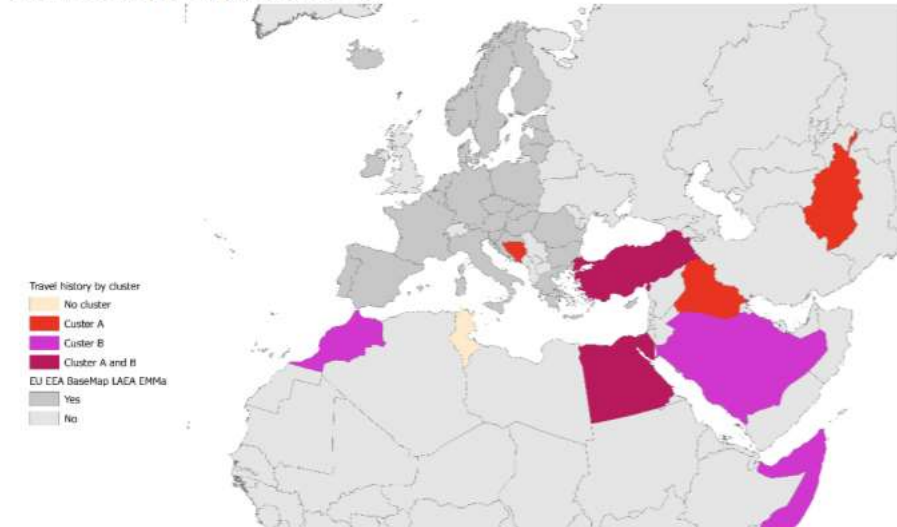 Travel history by cluster
No cluster
Custer A
Custer B
Cluster A and B
EU EEA BaseMap LAEA EMMa
Yes
No